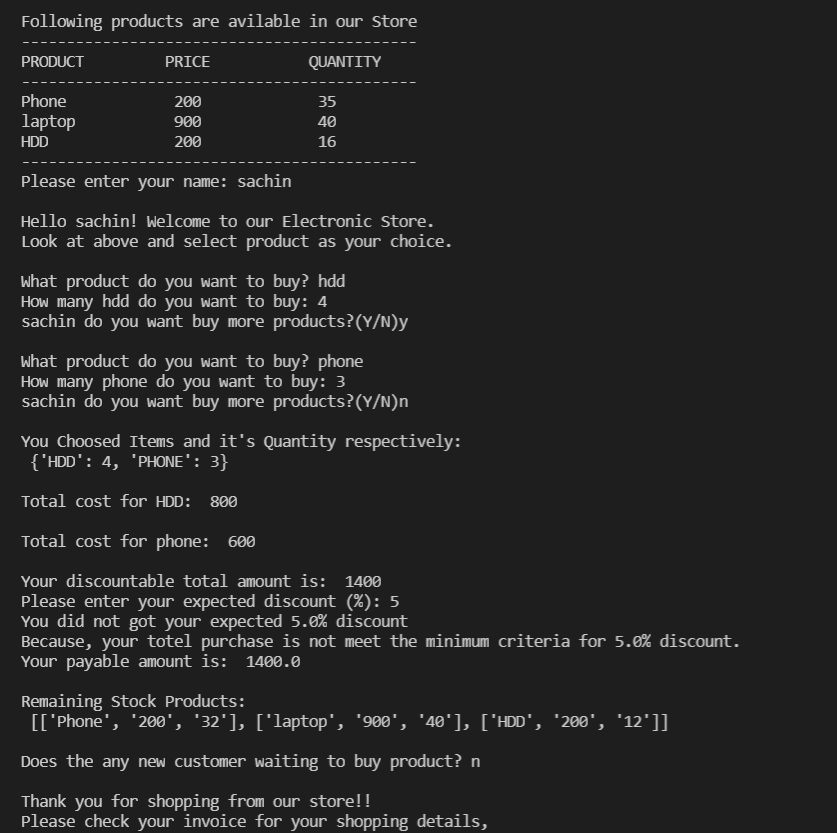 Following products are avilable in our Store
--------------------------------------------
PRODUCT PRICE QUANTITY
--------------------------------------------
Phone 200 35
laptop 900 40
HDD 200 16
--------------------------------------------
Please enter your name: sachin
Hello sachin! Welcome to our Electronic Store.
Look at above and select product as your choice.
What product do you want to buy? hdd
How many hdd do you want to buy: 4
sachin do you want buy more products?(Y/N)y
What product do you want to buy? phone
How many phone do you want to buy: 3
sachin do you want buy more products?(Y/N)n
You Choosed Items and it's Quantity respectively:
{'HDD': 4, 'PHONE': 3}
Total cost for HDD: 800
Total cost for phone: 600
Your discountable total amount is: 1400
Please enter your expected discount (%): 5
You did not got your expected 5.0% discount
Because, your totel purchase is not meet the minimum criteria for 5.0% discount.
Your payable amount is: 1400.0
Remaining Stock Products:
[['Phone', '200', '32'], ['laptop', '900', '40'], ['HDD', '200', '12']]
Does the any new customer waiting to buy product? n
Thank you for shopping from our store!!
Please check your invoice for your shopping details,